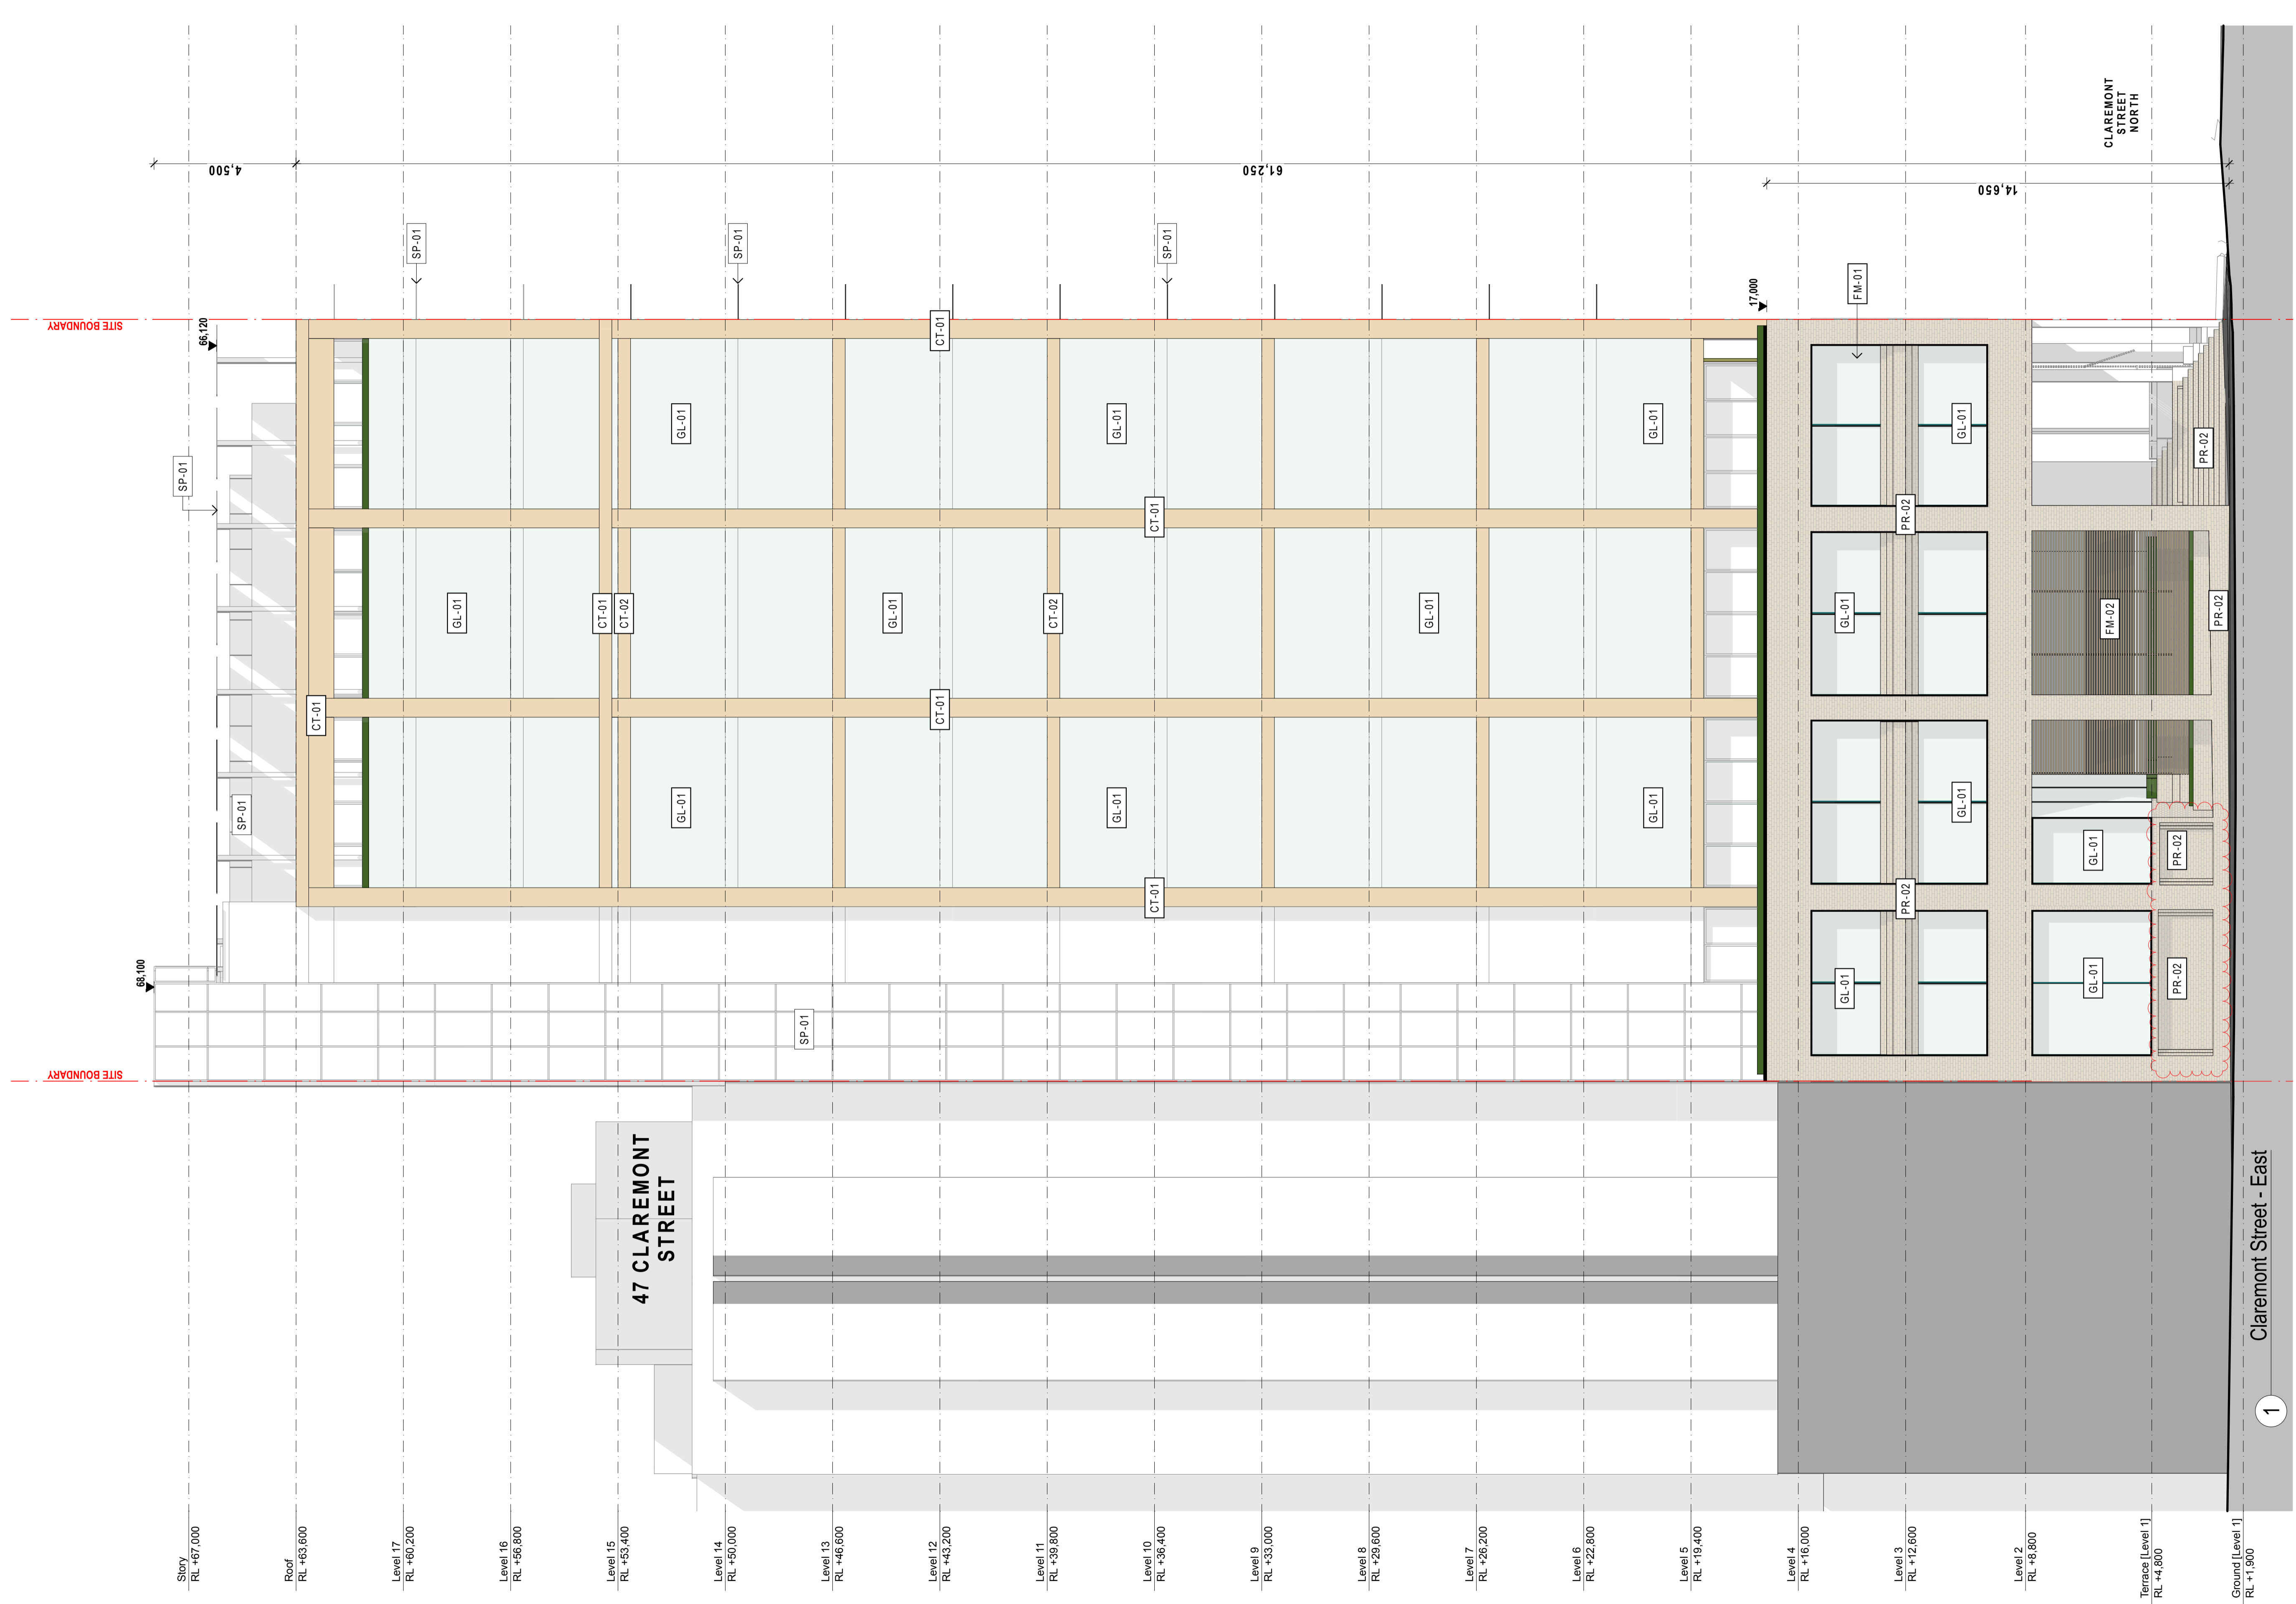 SITE BOUNDARY
SITE BOUNDARY
68,100
66,120
17,000
4,500
61,250
14,650
SP-01
SP-01
SP-01
SP-01
SP-01
SP-01
CT-01
CT-01
CT-02
CT-02
CT-01
CT-01
CT-01
CT-01
GL-01
GL-01
GL-01
GL-01
GL-01
GL-01
GL-01
GL-01
GL-01
FM-01
GL-01
GL-01
GL-01
GL-01
PR-02
PR-02
GL-01
GL-01
PR-02
PR-02
FM-02
PR-02
PR-02
CLAREMONT
STREET
NORTH
47 CLAREMONT
STREET
Story
RL +67,000
Roof
RL +63,600
Level 17
RL +60,200
Level 16
RL +56,800
Level 15
RL +53,400
Level 14
RL +50,000
Level 13
RL +46,600
Level 12
RL +43,200
Level 11
RL +39,800
Level 10
RL +36,400
Level 9
RL +33,000
Level 8
RL +29,600
Level 7
RL +26,200
Level 6
RL +22,800
Level 5
RL +19,400
Level 4
RL +16,000
Level 3
RL +12,600
Level 2
RL +8,800
Terrace [Level 1]
RL +4,800
Ground [Level 1]
RL +1,900
1
Claremont Street - East